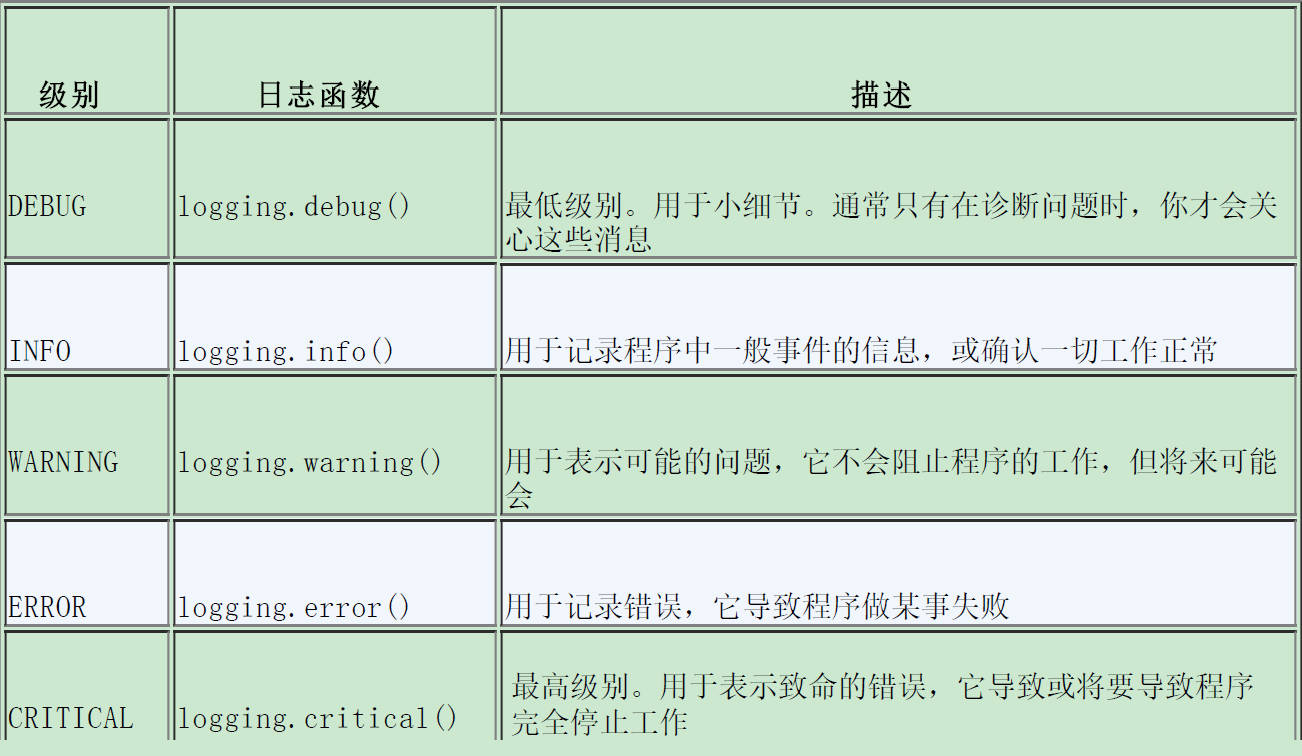 级别 日志函数 描述
DEBUG logging.debug() 最低级别。用于小细节。通常只有在诊断问题时，你才会关
心这些消息
INFO logging.info() 用于记录程序中一般事件的信息，或确认一切工作正常
WARNING logging.warning() 用于表示可能的问题，它不会阻止程序的工作，但将来可能
会
ERROR logging.error() 用于记录错误，它导致程序做某事失败
CRITICAL logging.critical() 最高级别。用于表示致命的错误，它导致或将要导致程序
完全停止工作